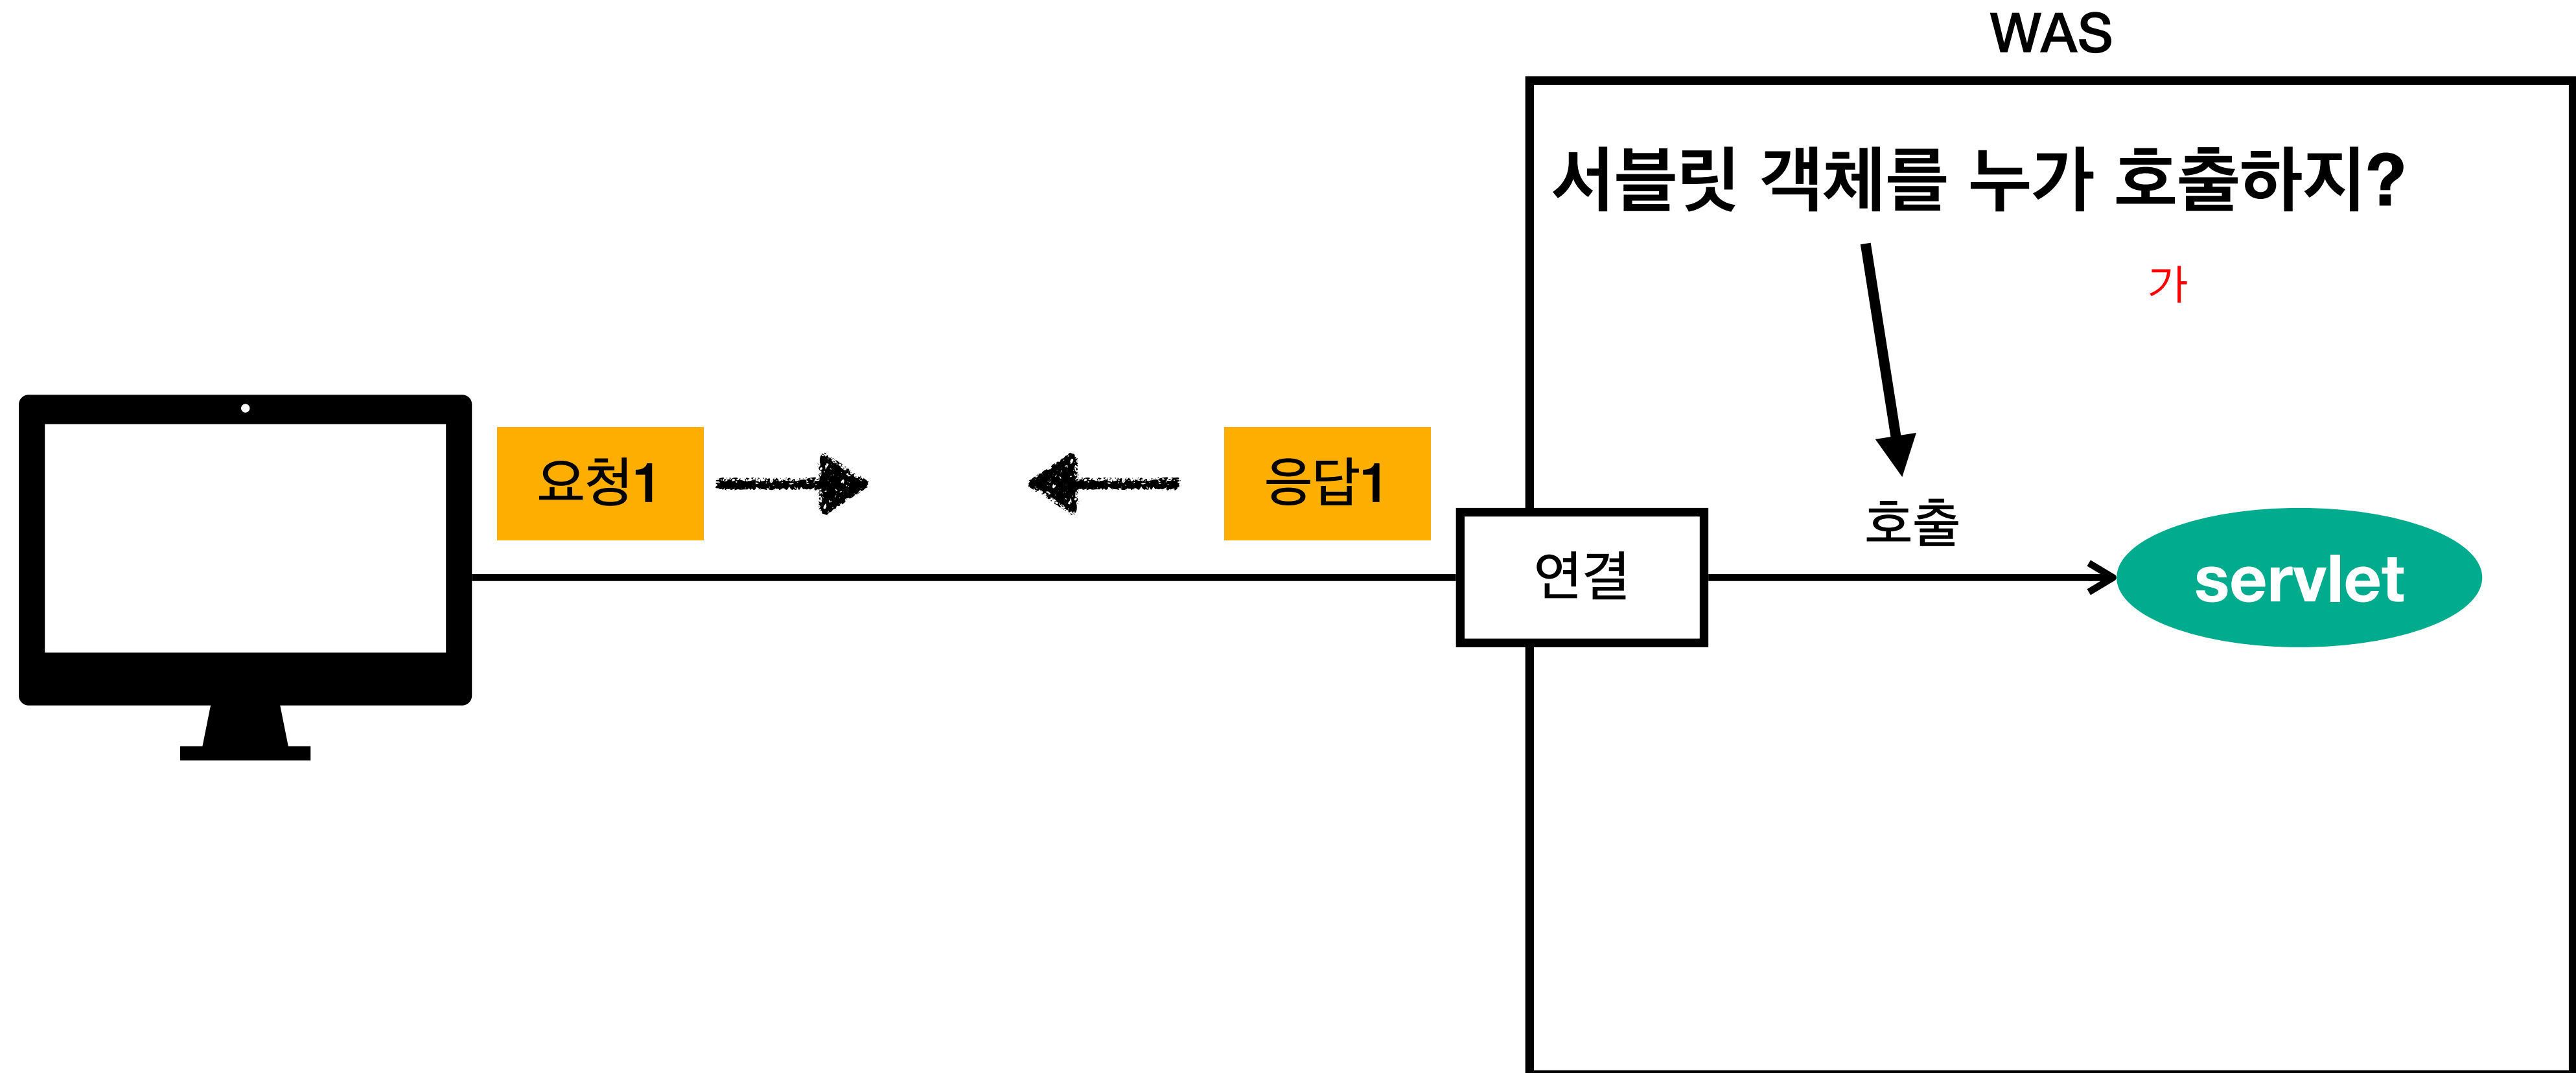 WAS
서블릿 객체를 누가 호출하지?
가
요청1
응답1
호출
연결
servlet